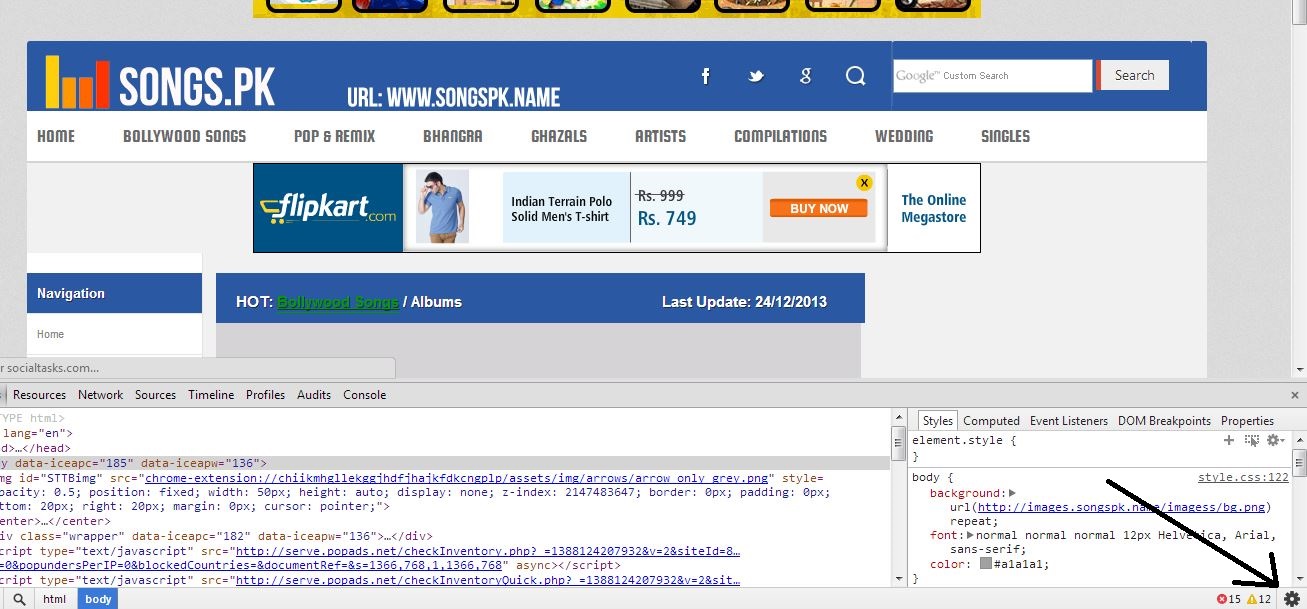 SONGS.PK
URL: WWW.SONGSPK.NAME
f
g
Google™ Custom Search
Search
HOME BOLLYWOOD SONGS POP & REMIX BHANGRA GHAZALS ARTISTS COMPILATIONS WEDDING SINGLES
flipkart.com
Indian Terrain Polo
Solid Men's T-shirt
Rs. 999
Rs. 749
X
BUY NOW
The Online
Megastore
Navigation
HOT: Bollywood Songs / Albums
Last Update: 24/12/2013
Home
r socialtasks.com...
Resources Network Sources Timeline Profiles Audits Console
×
TYPE html>
lang="en">
d>…</head>
y data-iceapc="185" data-iceapw="136">
mg id="STTBimg" src="chrome-extension://chiikmhgllekggjhdfjhajkfdkcngplp/assets/img/arrows/arrow_only_grey.png" style=
pacity: 0.5; position: fixed; width: 50px; height: auto; display: none; z-index: 2147483647; border: 0px; padding: 0px;
ttom: 20px; right: 20px; margin: 0px; cursor: pointer;">
enter>…</center>
iv class="wrapper" data-iceapc="182" data-iceapw="136">…</div>
cript type="text/javascript" src="http://serve.popads.net/checkInventory.php?_=1388124207932&v=2&siteId=8…
=0&popundersPerIP=0&blockedCountries=&documentRef=&s=1366,768,1,1366,768" async></script>
cript type="text/javascript" src="http://serve.popads.net/checkInventoryQuick.php?_=1388124207932&v=2&sit…
html body
Styles Computed Event Listeners DOM Breakpoints Properties
element.style {
}
body { style.css:122
background:
url(http://images.songspk.name/imagess/bg.png)
repeat;
font: normal normal normal 12px Helvetica, Arial,
sans-serif;
color: #a1a1a1;
}
15 12